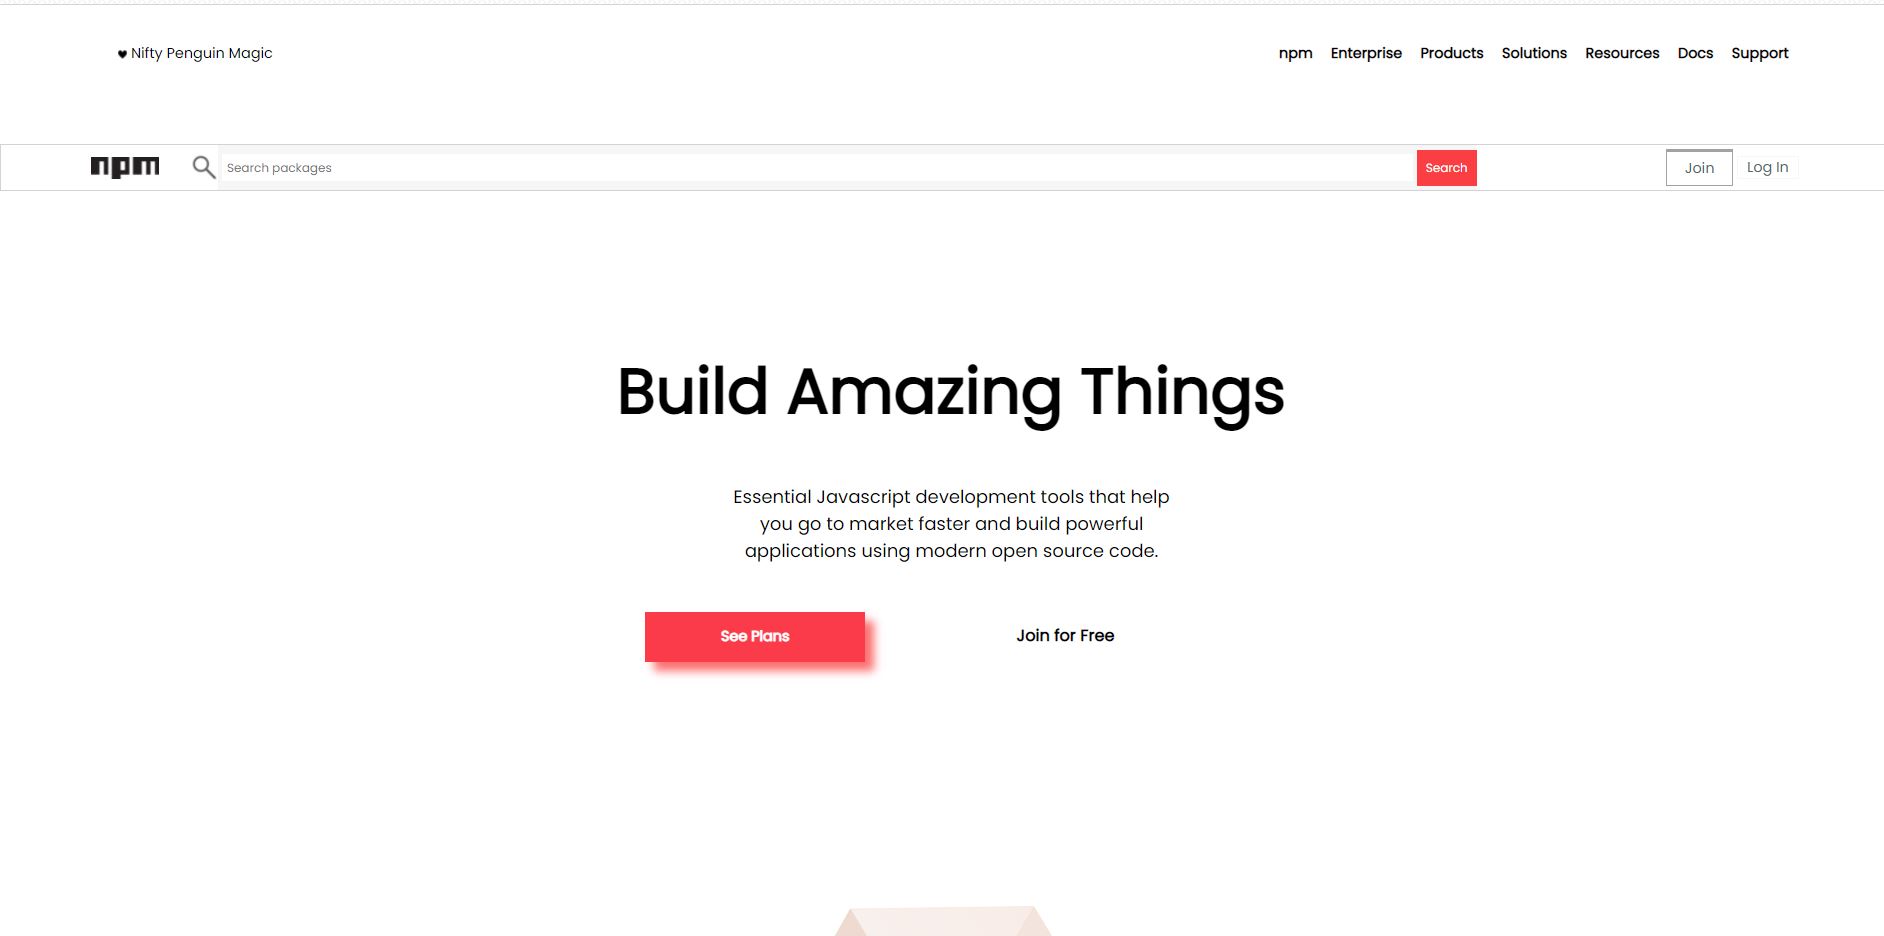 ♥ Nifty Penguin Magic
npm Enterprise Products Solutions Resources Docs Support
npm Search packages Search Join Log In
Build Amazing Things
Essential Javascript development tools that help
you go to market faster and build powerful
applications using modern open source code.
See Plans Join for Free